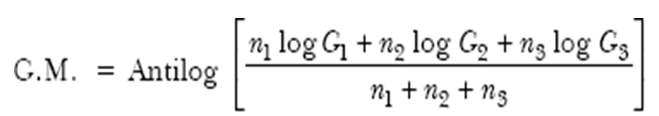 G.M. = Antilog [ (n₁ log G₁ + n₂ log G₂ + n₃ log G₃) / (n₁ + n₂ + n₃) ]